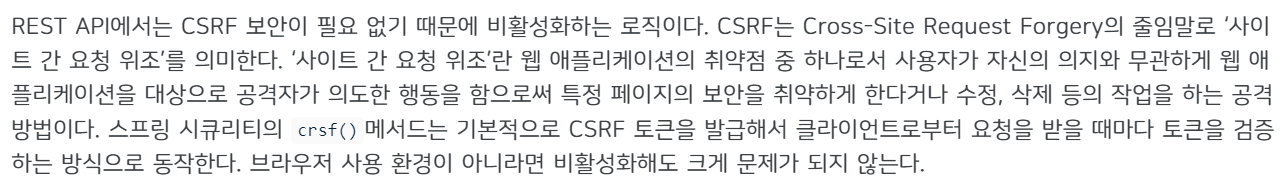 REST API에서는 CSRF 보안이 필요 없기 때문에 비활성화하는 로직이다. CSRF는 Cross-Site Request Forgery의 줄임말로 ‘사이
트 간 요청 위조’를 의미한다. ‘사이트 간 요청 위조’란 웹 애플리케이션의 취약점 중 하나로서 사용자가 자신의 의지와 무관하게 웹 애
플리케이션을 대상으로 공격자가 의도한 행동을 함으로써 특정 페이지의 보안을 취약하게 한다거나 수정, 삭제 등의 작업을 하는 공격
방법이다. 스프링 시큐리티의 crsf() 메서드는 기본적으로 CSRF 토큰을 발급해서 클라이언트로부터 요청을 받을 때마다 토큰을 검증
하는 방식으로 동작한다. 브라우저 사용 환경이 아니라면 비활성화해도 크게 문제가 되지 않는다.